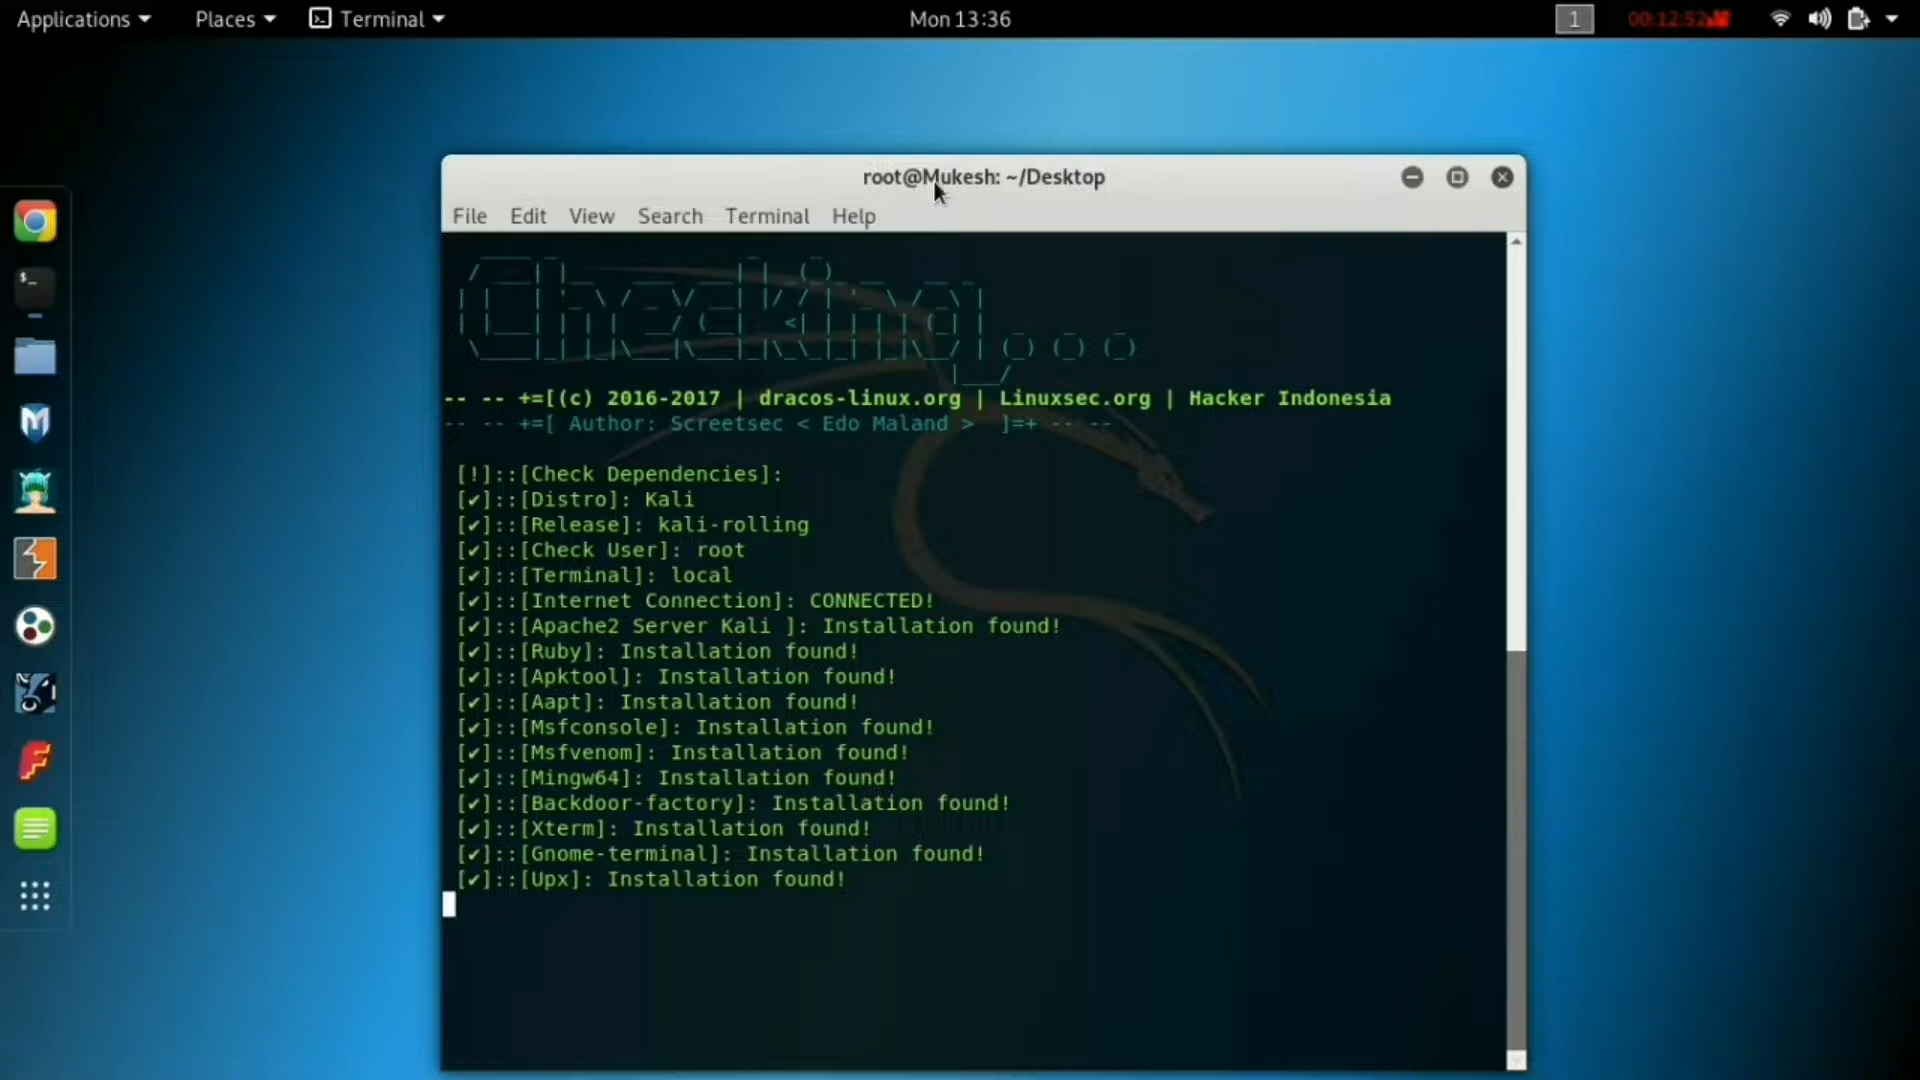 Applications Places Terminal Mon 13:36 1 00:12:52
root@Mukesh: ~/Desktop
File Edit View Search Terminal Help
Checking...
-- -- +=[(c) 2016-2017 | dracos-linux.org | Linuxsec.org | Hacker Indonesia
-- -- +=[ Author: Screetsec < Edo Maland > ]=+ -- --
[!]::[Check Dependencies]:
[✔]::[Distro]: Kali
[✔]::[Release]: kali-rolling
[✔]::[Check User]: root
[✔]::[Terminal]: local
[✔]::[Internet Connection]: CONNECTED!
[✔]::[Apache2 Server Kali ]: Installation found!
[✔]::[Ruby]: Installation found!
[✔]::[Apktool]: Installation found!
[✔]::[Aapt]: Installation found!
[✔]::[Msfconsole]: Installation found!
[✔]::[Msfvenom]: Installation found!
[✔]::[Mingw64]: Installation found!
[✔]::[Backdoor-factory]: Installation found!
[✔]::[Xterm]: Installation found!
[✔]::[Gnome-terminal]: Installation found!
[✔]::[Upx]: Installation found!